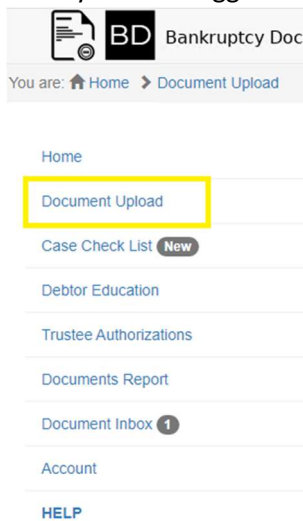 BD Bankruptcy Doc
You are: Home > Document Upload
Home
Document Upload
Case Check List New
Debtor Education
Trustee Authorizations
Documents Report
Document Inbox 1
Account
HELP